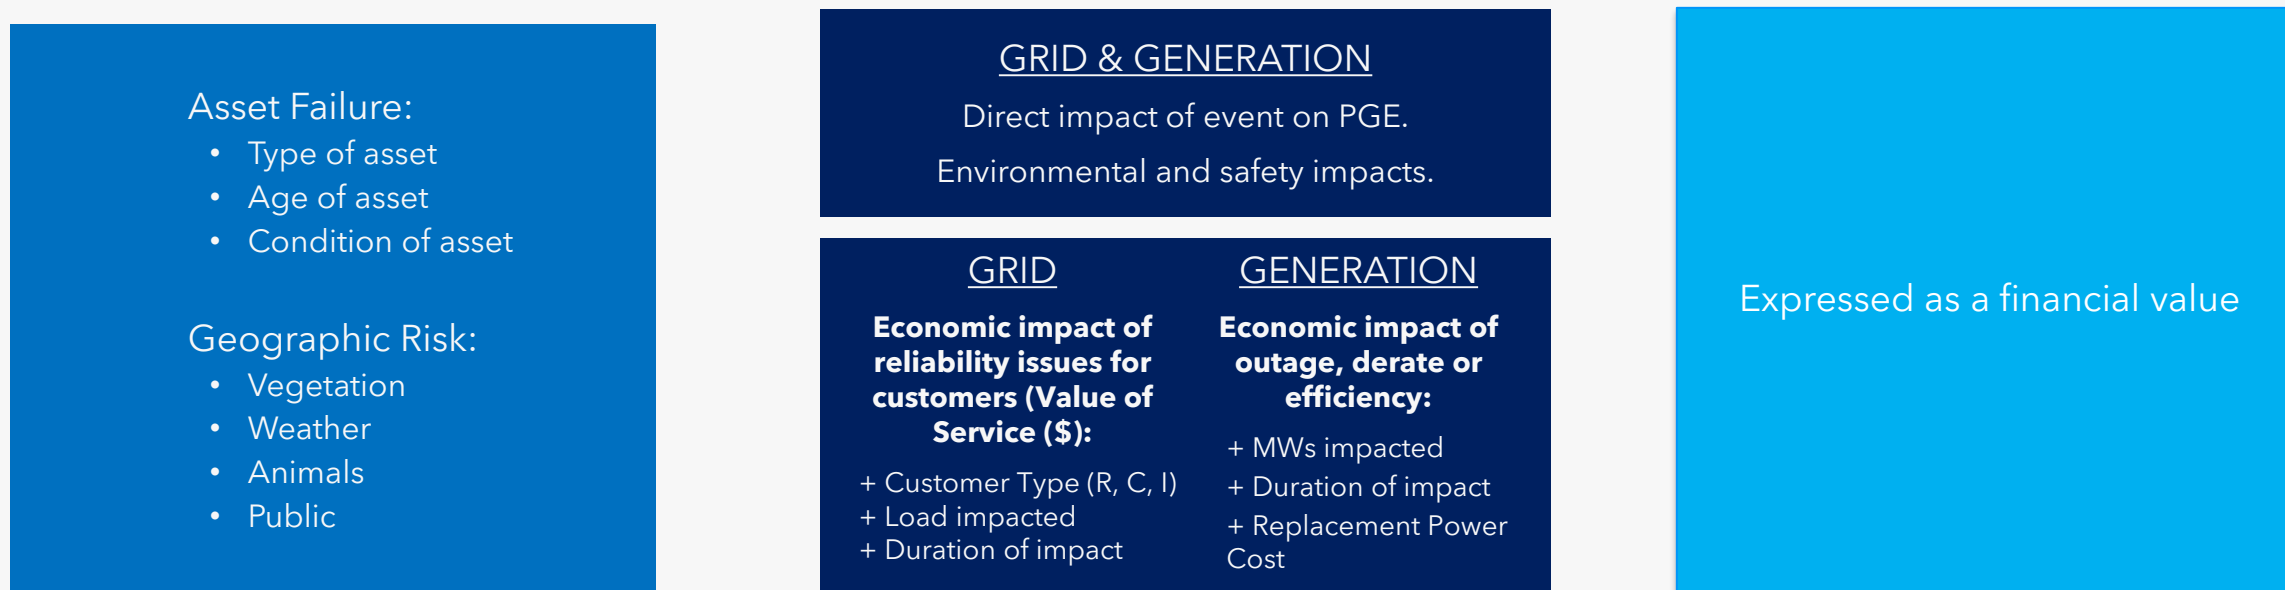 Asset Failure:
• Type of asset
• Age of asset
• Condition of asset
Geographic Risk:
• Vegetation
• Weather
• Animals
• Public
GRID & GENERATION
Direct impact of event on PGE.
Environmental and safety impacts.
GRID
Economic impact of
reliability issues for
customers (Value of
Service ($):
+ Customer Type (R, C, I)
+ Load impacted
+ Duration of impact
GENERATION
Economic impact of
outage, derate or
efficiency:
+ MWs impacted
+ Duration of impact
+ Replacement Power
Cost
Expressed as a financial value